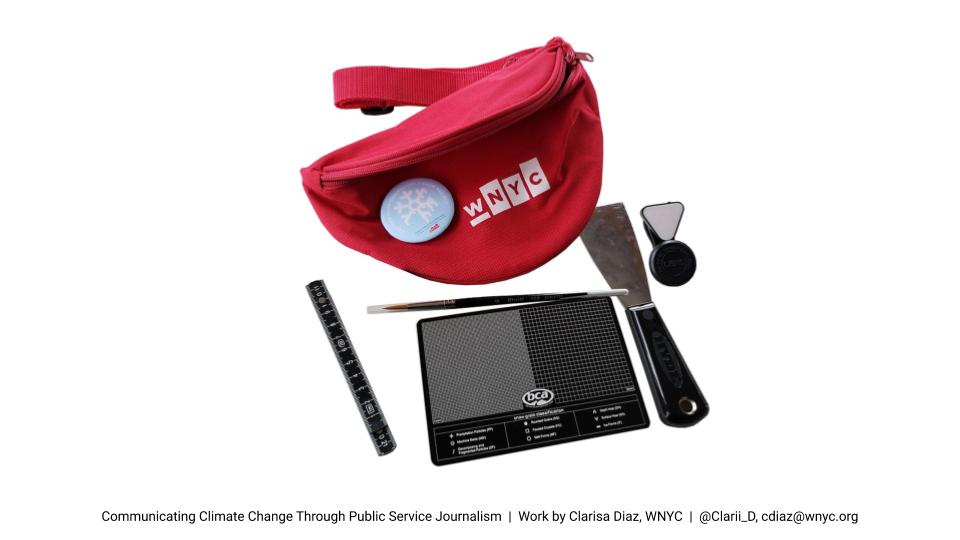 WNYC
HYDE
bca
snow grain classification
Precipitation Particles (PP)
Machine Made (MM)
Decomposing and
Fragmented Particles (DF)
Rounded Grains (RG)
Faceted Crystals (FC)
Melt Forms (MF)
Depth Hoar (DH)
Surface Hoar (SH)
Ice Forms (IF)
Communicating Climate Change Through Public Service Journalism | Work by Clarisa Diaz, WNYC | @Clarii_D, cdiaz@wnyc.org